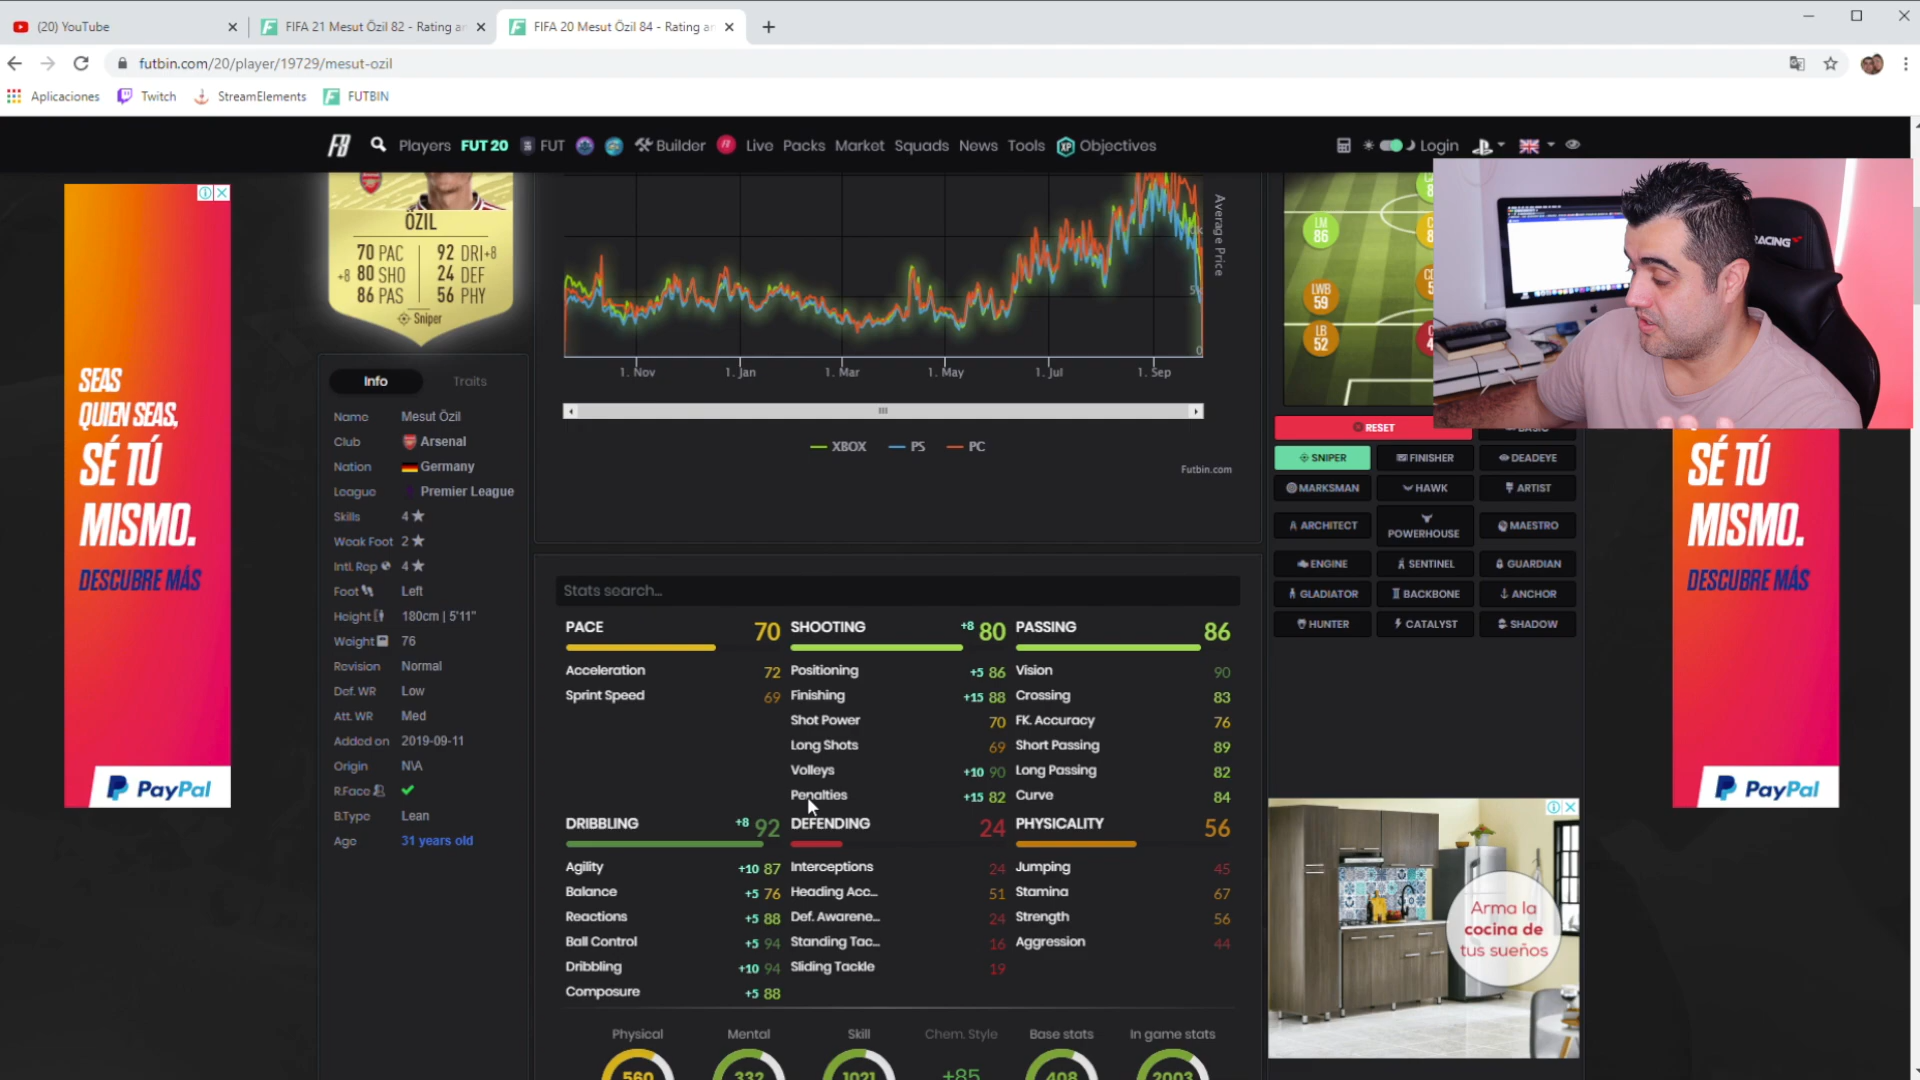 (20) YouTube
FIFA 21 Mesut Özil 82 - Rating an
FIFA 20 Mesut Özil 84 - Rating an
futbin.com/20/player/19729/mesut-ozil
Aplicaciones Twitch StreamElements FUTBIN
Players FUT 20 FUT Builder Live Packs Market Squads News Tools Objectives Login
SEAS
QUIEN SEAS,
SÉ TÚ
MISMO.
DESCUBRE MÁS
PayPal
ÖZIL
70 PAC 92 DRI+8
+8 80 SHO 24 DEF
86 PAS 56 PHY
Sniper
Info Traits
Name Mesut Özil
Club Arsenal
Nation Germany
League Premier League
Skills 4
Weak Foot 2
Intl. Rep 4
Foot Left
Height 180cm | 5'11"
Weight 76
Revision Normal
Def. WR Low
Att. WR Med
Added on 2019-09-11
Origin N\A
R.Face
B.Type Lean
Age 31 years old
Average Price
5
0
1. Nov 1. Jan 1. Mar 1. May 1. Jul 1. Sep
XBOX PS PC
Futbin.com
Stats search...
PACE 70 SHOOTING +8 80 PASSING 86
Acceleration 72 Positioning +5 86 Vision 90
Sprint Speed 69 Finishing +15 88 Crossing 83
Shot Power 70 FK. Accuracy 76
Long Shots 69 Short Passing 89
Volleys +10 90 Long Passing 82
Penalties +15 82 Curve 84
DRIBBLING +8 92 DEFENDING 24 PHYSICALITY 56
Agility +10 87 Interceptions 24 Jumping 45
Balance +5 76 Heading Acc... 51 Stamina 67
Reactions +5 88 Def. Awarene... 24 Strength 56
Ball Control +5 94 Standing Tac... 16 Aggression 44
Dribbling +10 94 Sliding Tackle 19
Composure +5 88
Physical Mental Skill Chem. Style Base stats In game stats
560 332 1021 +85 408 2003
LM
86
LWB
59
LB
52
RACING
RESET BASIC
SNIPER FINISHER DEADEYE
MARKSMAN HAWK ARTIST
ARCHITECT POWERHOUSE MAESTRO
ENGINE SENTINEL GUARDIAN
GLADIATOR BACKBONE ANCHOR
HUNTER CATALYST SHADOW
Arma la
cocina de
tus sueños
SÉ TÚ
MISMO.
DESCUBRE MÁS
PayPal